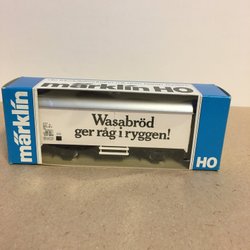 märklin HO
Wasabröd
ger råg i ryggen!
märklin
HO